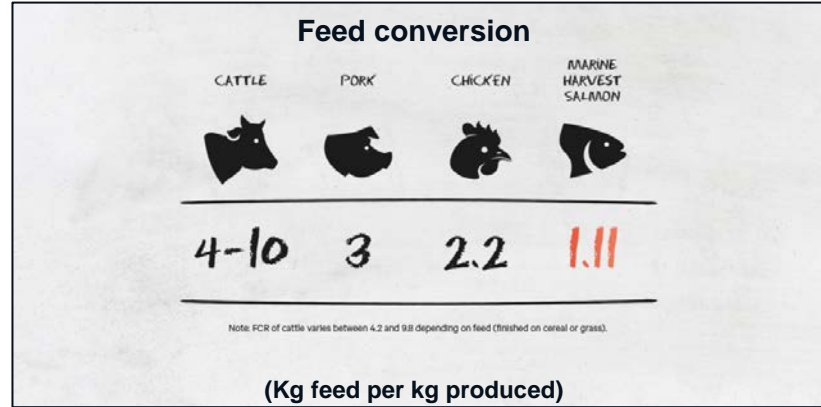 Feed conversion
CATTLE
PORK
CHICKEN
MARINE
HARVEST
SALMON
4-10
3
2.2
1.11
Note: FCR of cattle varies between 4.2 and 9.8 depending on feed (finished on cereal or grass).
(Kg feed per kg produced)